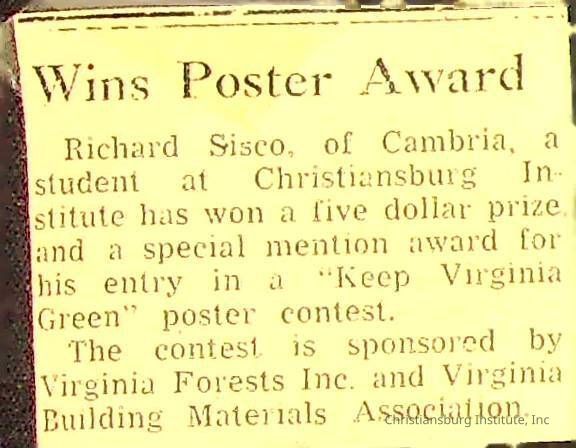 Wins Poster Award
Richard Sisco, of Cambria, a
student at Christiansburg In-
stitute has won a five dollar prize
and a special mention award for
his entry in a "Keep Virginia
Green" poster contest.
The contest is sponsored by
Virginia Forests Inc. and Virginia
Building Materials Association.
Christiansburg Institute, Inc